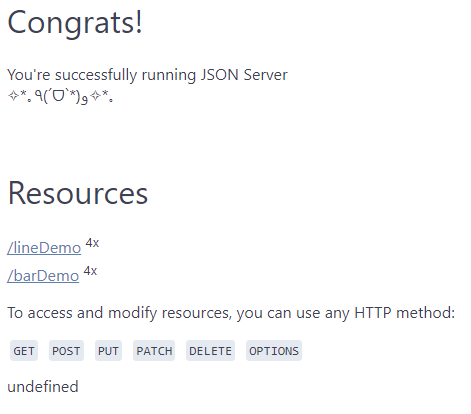 Congrats!
You're successfully running JSON Server
✧*｡٩(ˊᗜˋ*)و✧*｡
Resources
/lineDemo 4x
/barDemo 4x
To access and modify resources, you can use any HTTP method:
GET POST PUT PATCH DELETE OPTIONS
undefined